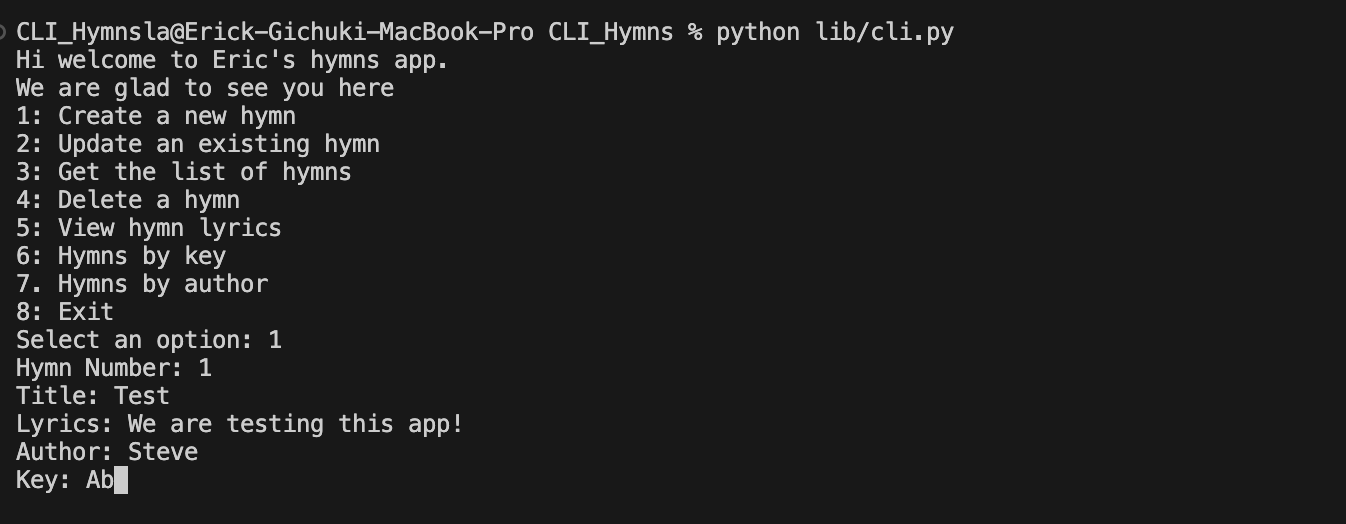 CLI_Hymnsla@Erick-Gichuki-MacBook-Pro CLI_Hymns % python lib/cli.py
Hi welcome to Eric's hymns app.
We are glad to see you here
1: Create a new hymn
2: Update an existing hymn
3: Get the list of hymns
4: Delete a hymn
5: View hymn lyrics
6: Hymns by key
7. Hymns by author
8: Exit
Select an option: 1
Hymn Number: 1
Title: Test
Lyrics: We are testing this app!
Author: Steve
Key: Ab